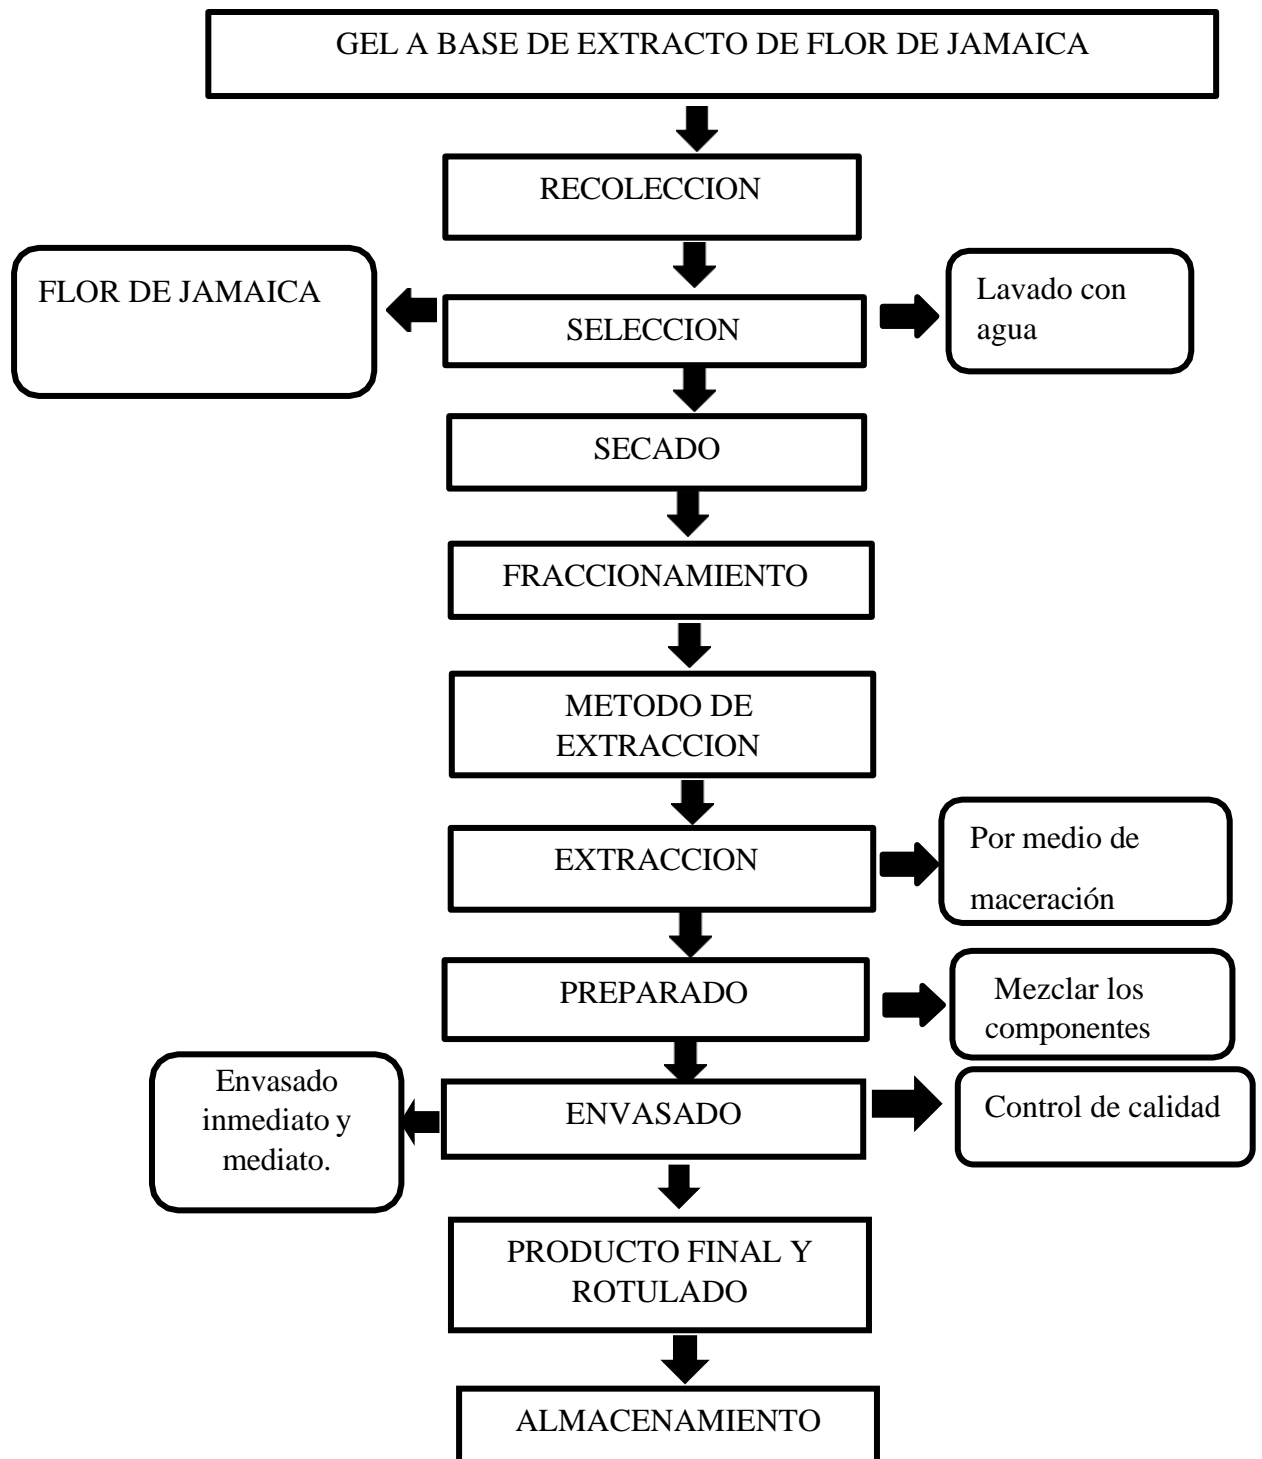 GEL A BASE DE EXTRACTO DE FLOR DE JAMAICA
RECOLECCION
FLOR DE JAMAICA
SELECCION
Lavado con
agua
SECADO
FRACCIONAMIENTO
METODO DE
EXTRACCION
EXTRACCION
Por medio de
maceración
PREPARADO
Mezclar los
componentes
Envasado
inmediato y
mediato.
ENVASADO
Control de calidad
PRODUCTO FINAL Y
ROTULADO
ALMACENAMIENTO